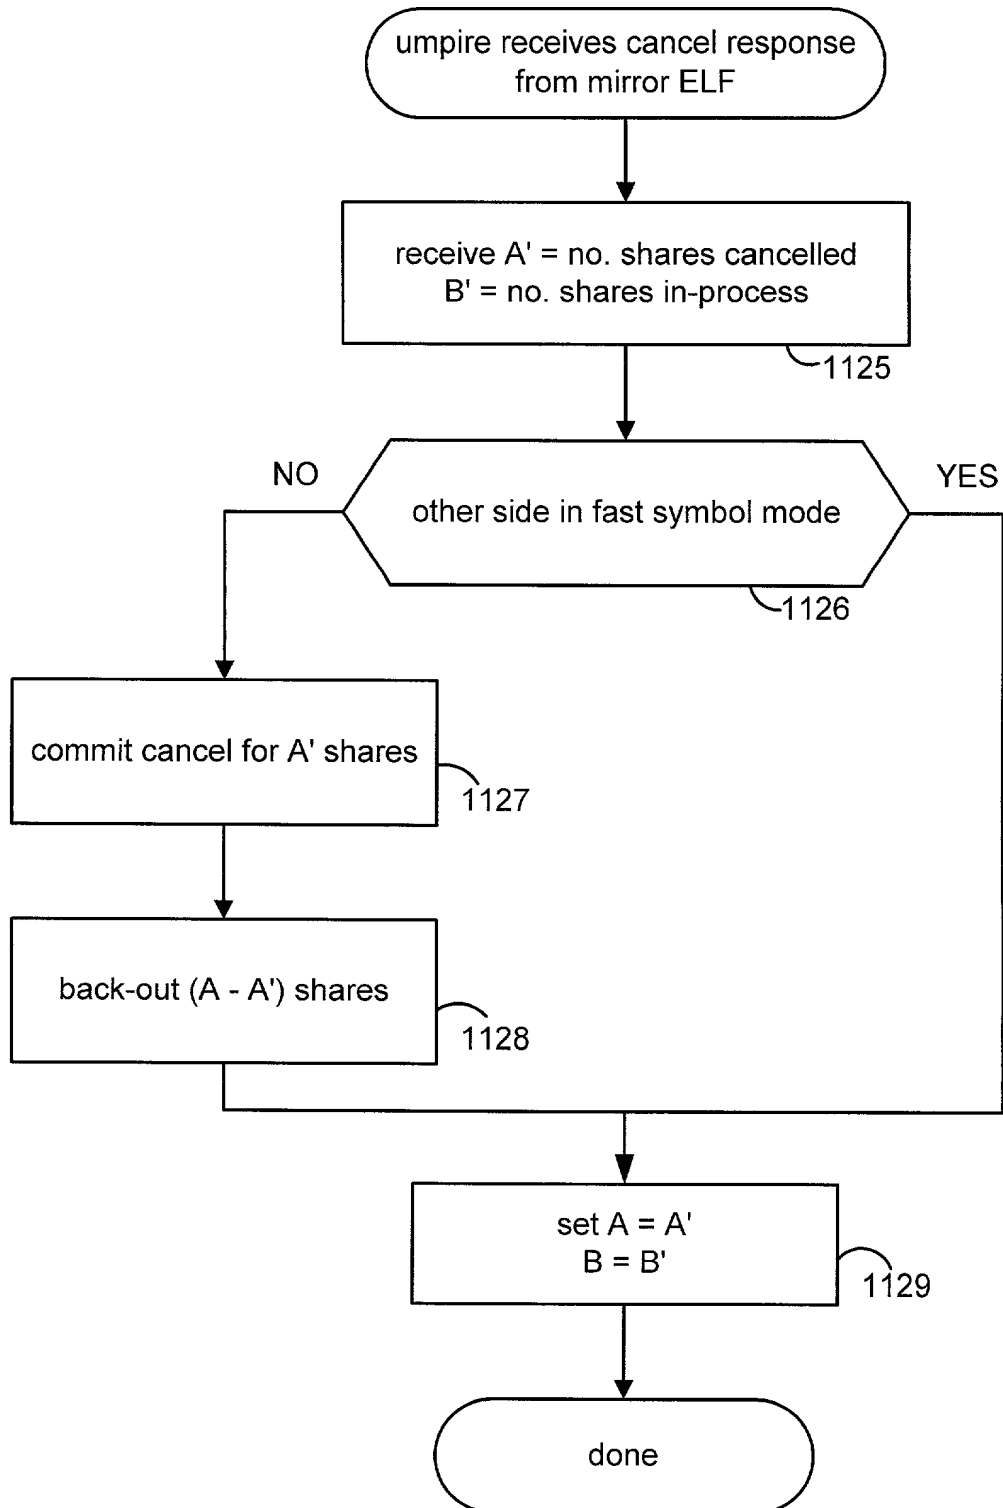 umpire receives cancel response
from mirror ELF
receive A' = no. shares cancelled
B' = no. shares in-process
1125
NO
YES
other side in fast symbol mode
1126
commit cancel for A' shares
1127
back-out (A - A') shares
1128
set A = A'
B = B'
1129
done